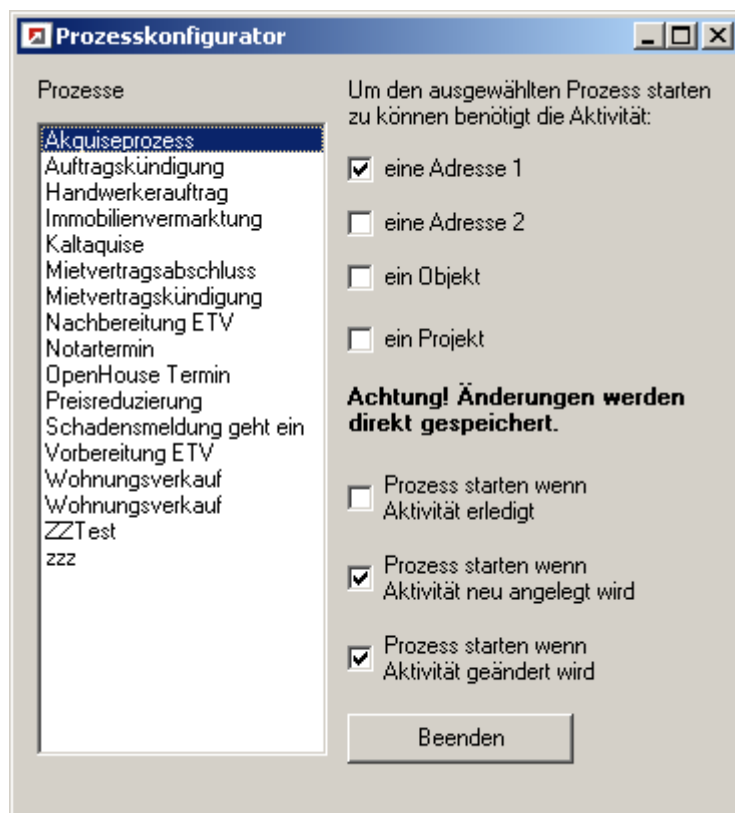 Prozesskonfigurator
Prozesse
Akquiseprozess
Auftragskündigung
Handwerkerauftrag
Immobilienvermarktung
Kaltaquise
Mietvertragsabschluss
Mietvertragskündigung
Nachbereitung ETV
Notartermin
OpenHouse Termin
Preisreduzierung
Schadensmeldung geht ein
Vorbereitung ETV
Wohnungsverkauf
Wohnungsverkauf
ZZTest
zzz
Um den ausgewählten Prozess starten
zu können benötigt die Aktivität:
eine Adresse 1
eine Adresse 2
ein Objekt
ein Projekt
Achtung! Änderungen werden
direkt gespeichert.
Prozess starten wenn
Aktivität erledigt
Prozess starten wenn
Aktivität neu angelegt wird
Prozess starten wenn
Aktivität geändert wird
Beenden